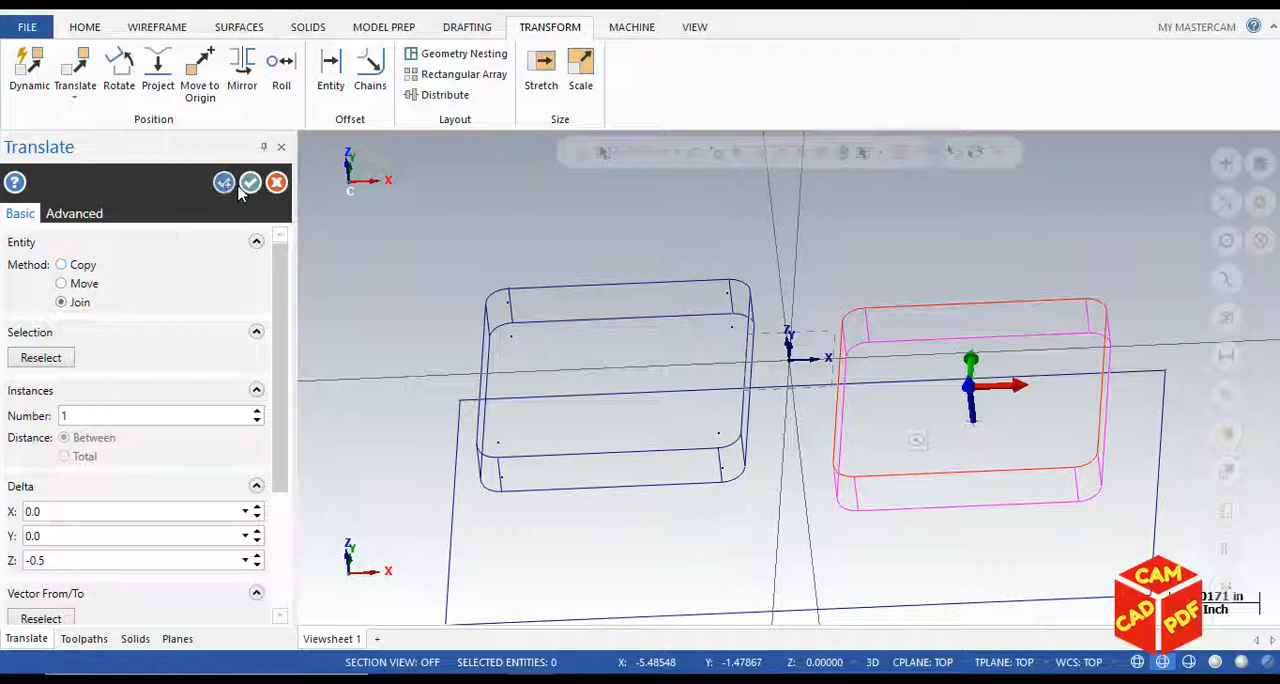 FILE HOME WIREFRAME SURFACES SOLIDS MODEL PREP DRAFTING TRANSFORM MACHINE VIEW MY MASTERCAM
Dynamic Translate Rotate Project Move to Origin Mirror Roll Entity Chains Geometry Nesting Rectangular Array Distribute Stretch Scale
Position Offset Layout Size
Translate
Basic Advanced
Entity
Method: Copy
Move
Join
Selection
Reselect
Instances
Number: 1
Distance: Between
Total
Delta
X: 0.0
Y: 0.0
Z: -0.5
Vector From/To
Reselect
Translate Toolpaths Solids Planes
Z
Y
X
C
Z
Y
X
Z
Y
X
CAM
CAD
PDF
0171 in
Inch
Viewsheet 1 +
SECTION VIEW: OFF SELECTED ENTITIES: 0 X: -5.48548 Y: -1.47867 Z: 0.00000 3D CPLANE: TOP TPLANE: TOP WCS: TOP